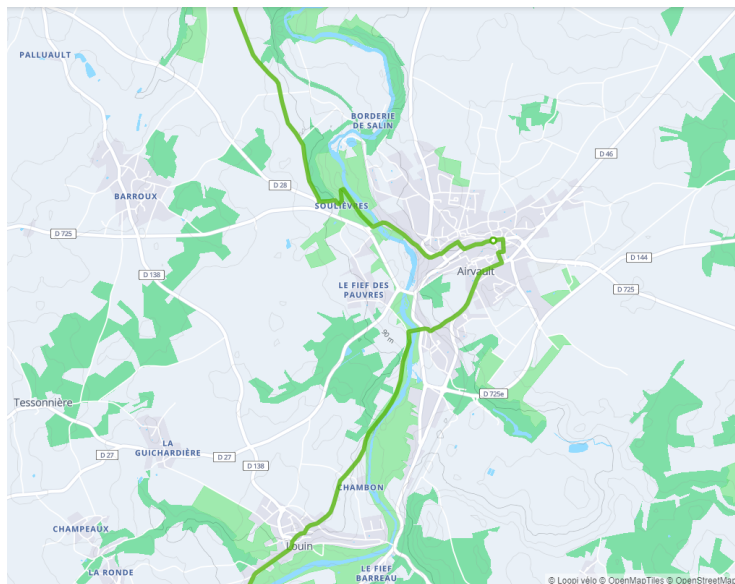 PALLUAULT
BORDERIE
DE SALIN
D 46
D 28
BARROUX
SOULIÈVRES
D 725
D 144
D 138
Airvault
LE FIEF DES
PAUVRES
D 725
90 m
D 725e
Tessonnière
LA
GUICHARDIÈRE
D 27
D 27
D 138
CHAMBON
CHAMPEAUX
Louin
LA RONDE
LE FIEF
BARREAU
© Loopi vélo © OpenMapTiles © OpenStreetMap